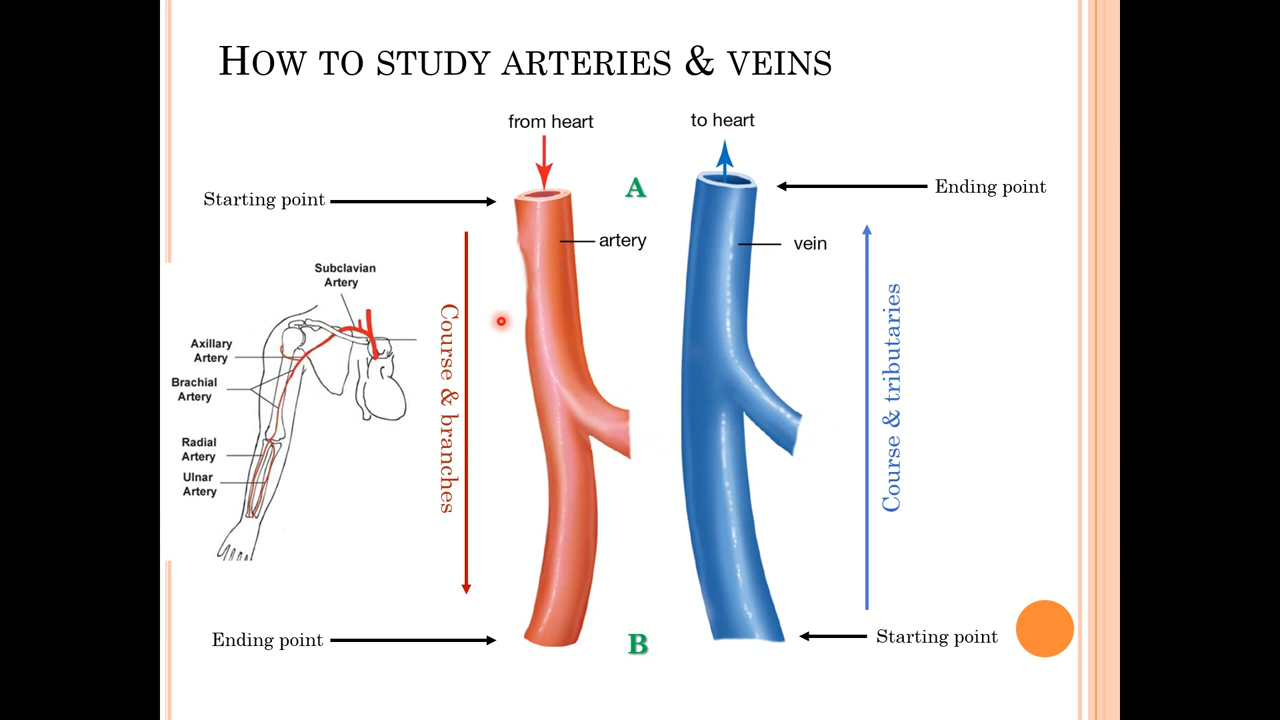 HOW TO STUDY ARTERIES & VEINS
from heart
to heart
Starting point
A
Ending point
artery
vein
Subclavian
Artery
Axillary
Artery
Brachial
Artery
Radial
Artery
Ulnar
Artery
Course & branches
Course & tributaries
Ending point
B
Starting point